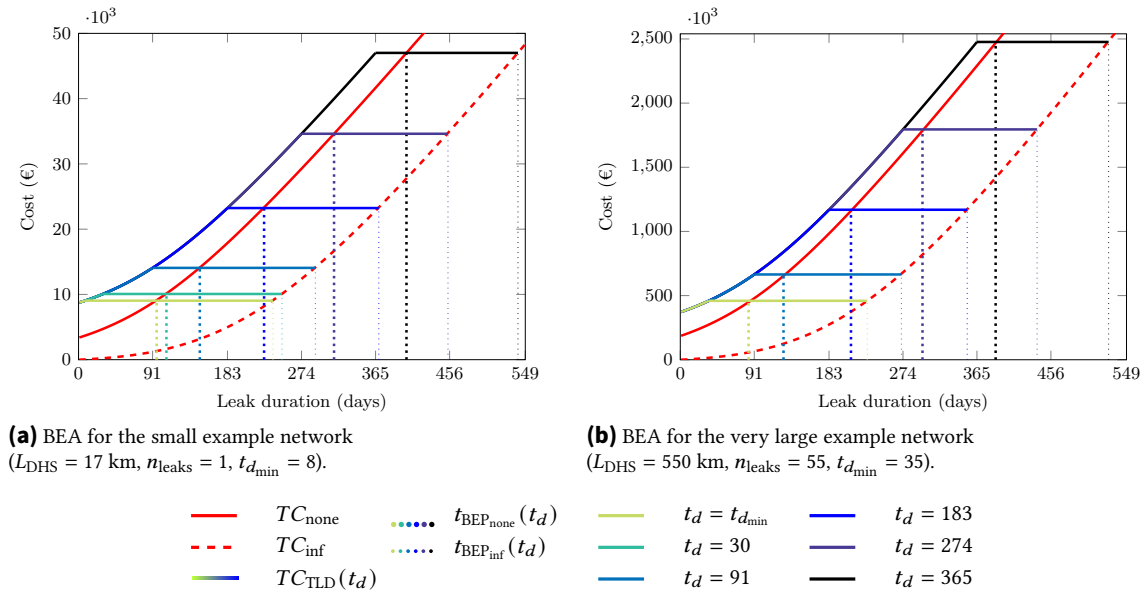 ·10³
50
40
30
20
10
0
Cost (€)
0 91 183 274 365 456 549
Leak duration (days)
(a) BEA for the small example network
(L_DHS = 17 km, n_leaks = 1, t_d_min = 8).
·10³
2,500
2,000
1,500
1,000
500
0
Cost (€)
0 91 183 274 365 456 549
Leak duration (days)
(b) BEA for the very large example network
(L_DHS = 550 km, n_leaks = 55, t_d_min = 35).
TC_none t_BEP_none(t_d) t_d = t_d_min t_d = 183
TC_inf t_BEP_inf(t_d) t_d = 30 t_d = 274
TC_TLD(t_d) t_d = 91 t_d = 365